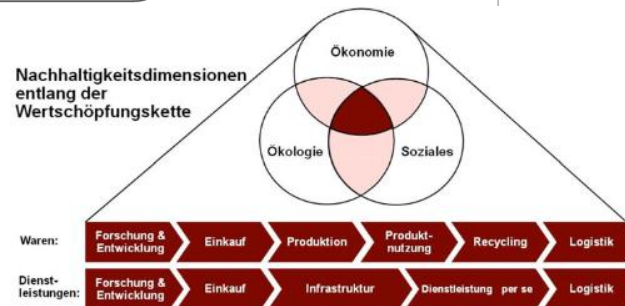 Ökonomie
Nachhaltigkeitsdimensionen
entlang der
Wertschöpfungskette
Ökologie
Soziales
Waren:
Forschung &
Entwicklung
Einkauf
Produktion
Produkt-
nutzung
Recycling
Logistik
Dienst-
leistungen:
Forschung &
Entwicklung
Einkauf
Infrastruktur
Dienstleistung per se
Logistik